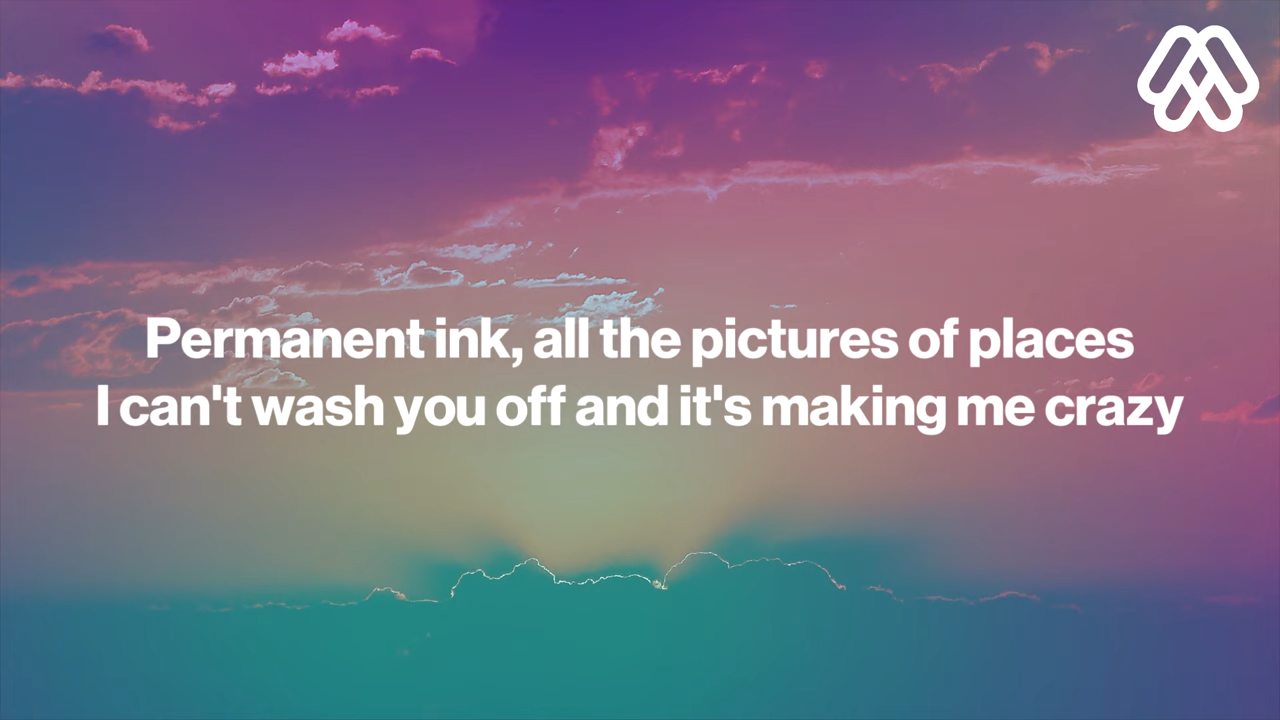 Permanent ink, all the pictures of places
I can't wash you off and it's making me crazy